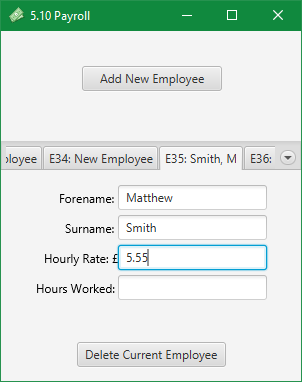 5.10 Payroll
Add New Employee
ployee E34: New Employee E35: Smith, M E36:
Forename: Matthew
Surname: Smith
Hourly Rate: £ 5.55
Hours Worked:
Delete Current Employee